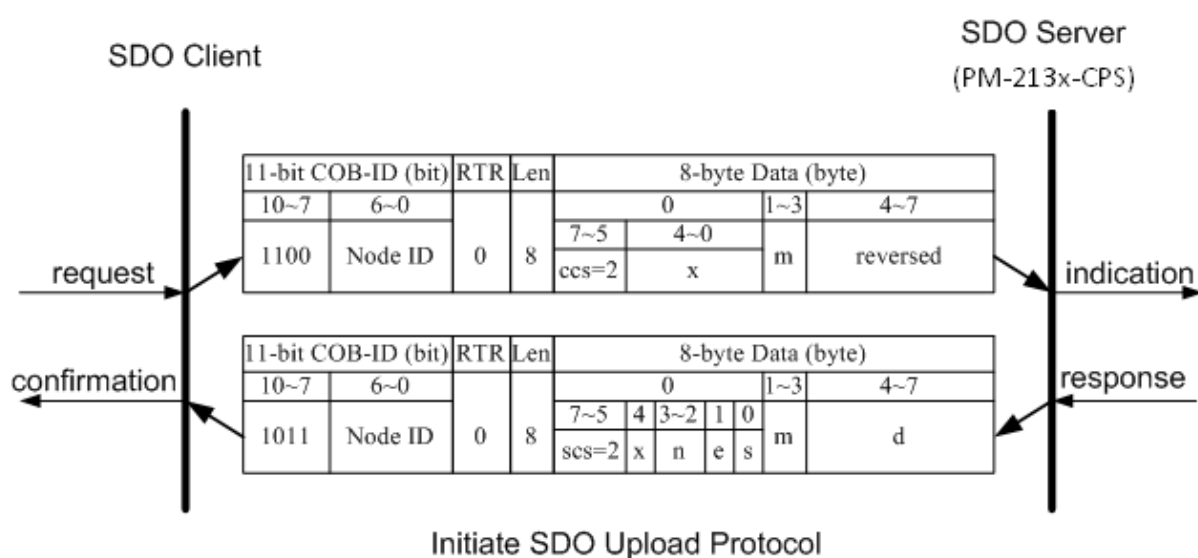 SDO Client
SDO Server
(PM-213x-CPS)
11-bit COB-ID (bit) RTR Len 8-byte Data (byte)
10~7 6~0 0 1~3 4~7
7~5 4~0
1100 Node ID 0 8 ccs=2 x m reversed
request
indication
11-bit COB-ID (bit) RTR Len 8-byte Data (byte)
10~7 6~0 0 1~3 4~7
confirmation
response
7~5 4 3~2 1 0
1011 Node ID 0 8 scs=2 x n e s m d
Initiate SDO Upload Protocol